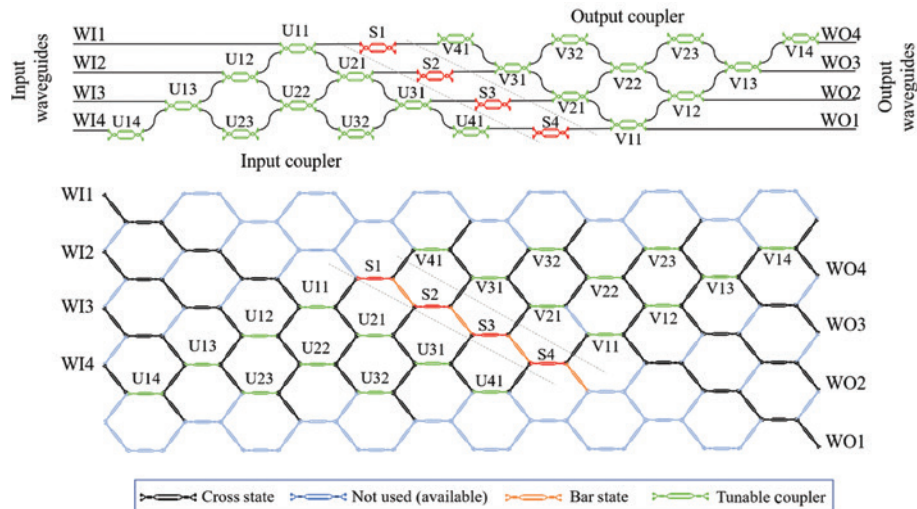 Output coupler
Input waveguides
WI1
WI2
WI3
WI4
U14
U13
U12
U11
U23
U22
U21
U32
U31
U41
S1
S2
S3
S4
V41
V31
V32
V21
V22
V23
V11
V12
V13
V14
WO4
WO3
WO2
WO1
Output waveguides
Input coupler
WI1
WI2
WI3
WI4
U14
U13
U12
U11
U23
U22
U21
U32
U31
U41
S1
S2
S3
S4
V41
V31
V32
V21
V22
V23
V11
V12
V13
V14
WO4
WO3
WO2
WO1
Cross state
Not used (available)
Bar state
Tunable coupler